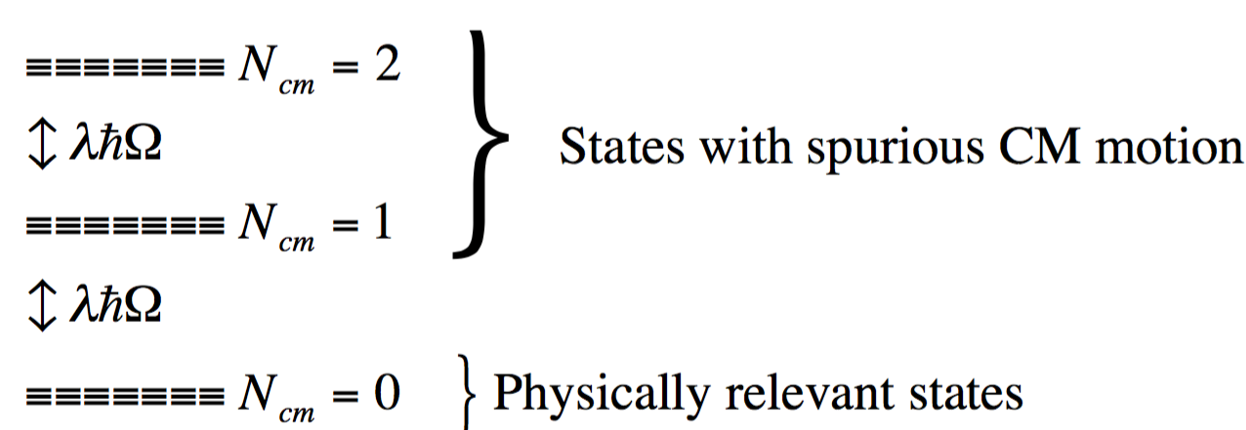 ≡≡≡≡≡≡≡ N_cm = 2
↕ λħΩ
States with spurious CM motion
≡≡≡≡≡≡≡ N_cm = 1
↕ λħΩ
≡≡≡≡≡≡≡ N_cm = 0 } Physically relevant states